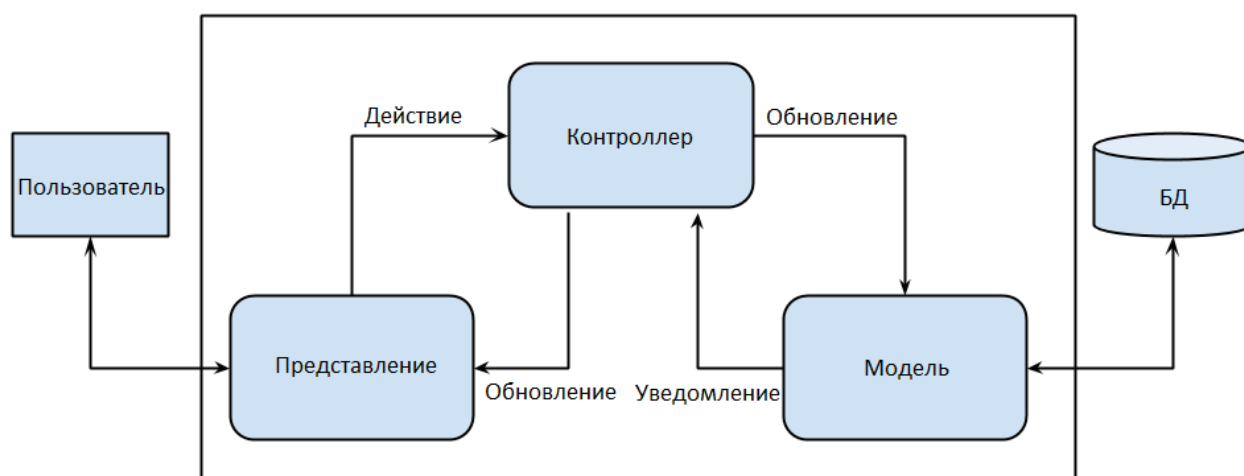 Действие
Контроллер
Обновление
Пользователь
БД
Представление
Обновление
Уведомление
Модель